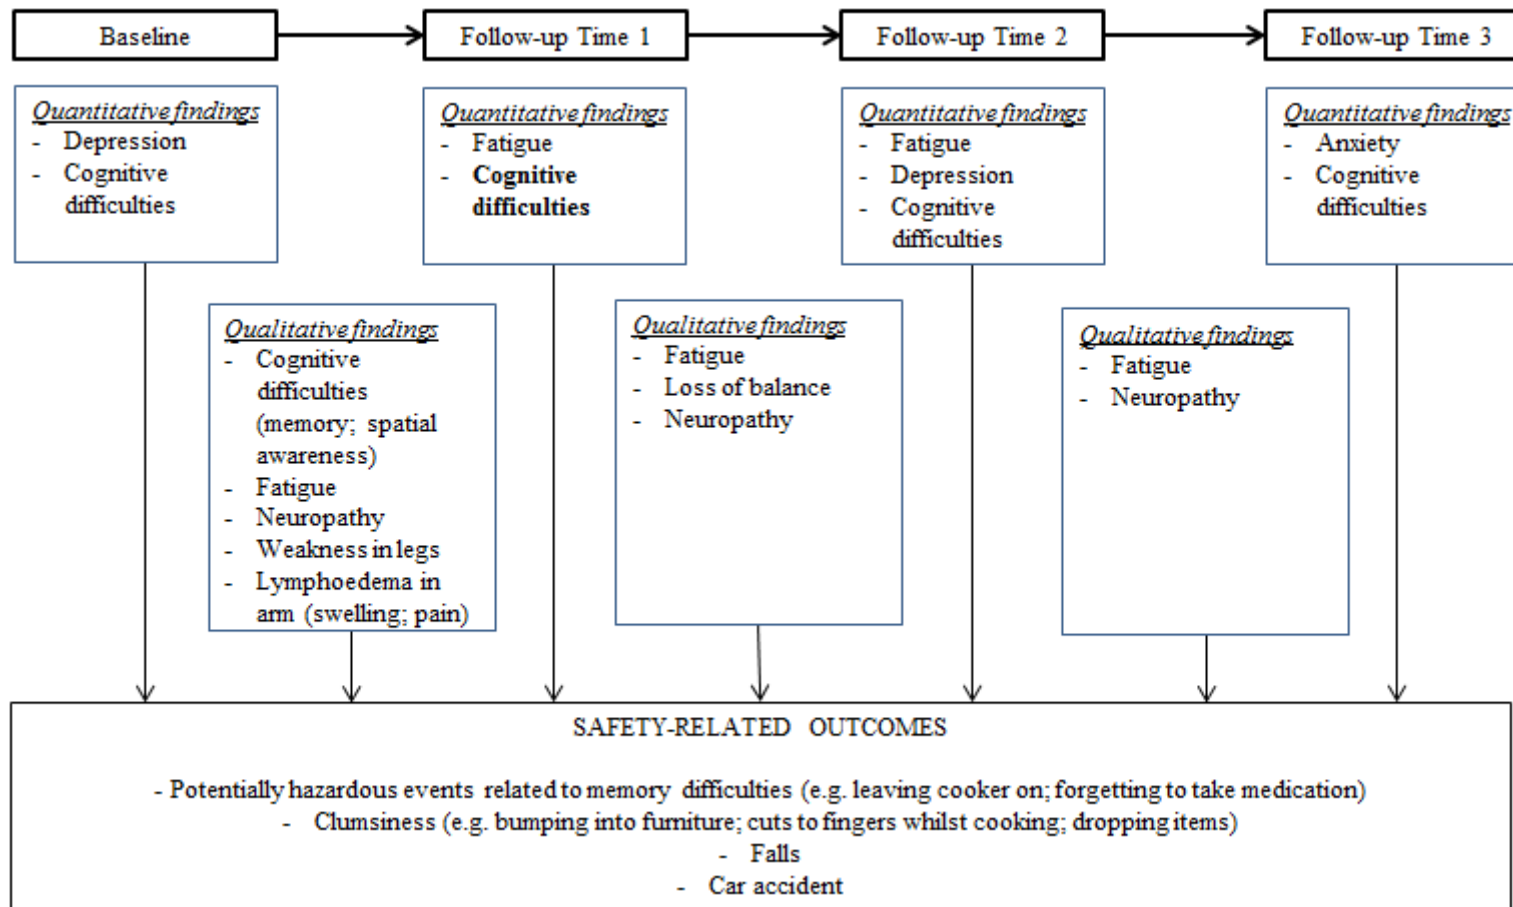 Baseline
Follow-up Time 1
Follow-up Time 2
Follow-up Time 3
Quantitative findings
- Depression
- Cognitive
difficulties
Quantitative findings
- Fatigue
- Cognitive
difficulties
Quantitative findings
- Fatigue
- Depression
- Cognitive
difficulties
Quantitative findings
- Anxiety
- Cognitive
difficulties
Qualitative findings
- Cognitive
difficulties
(memory; spatial
awareness)
- Fatigue
- Neuropathy
- Weakness in legs
- Lymphoedema in
arm (swelling; pain)
Qualitative findings
- Fatigue
- Loss of balance
- Neuropathy
Qualitative findings
- Fatigue
- Neuropathy
SAFETY-RELATED OUTCOMES
- Potentially hazardous events related to memory difficulties (e.g. leaving cooker on; forgetting to take medication)
- Clumsiness (e.g. bumping into furniture; cuts to fingers whilst cooking; dropping items)
- Falls
- Car accident